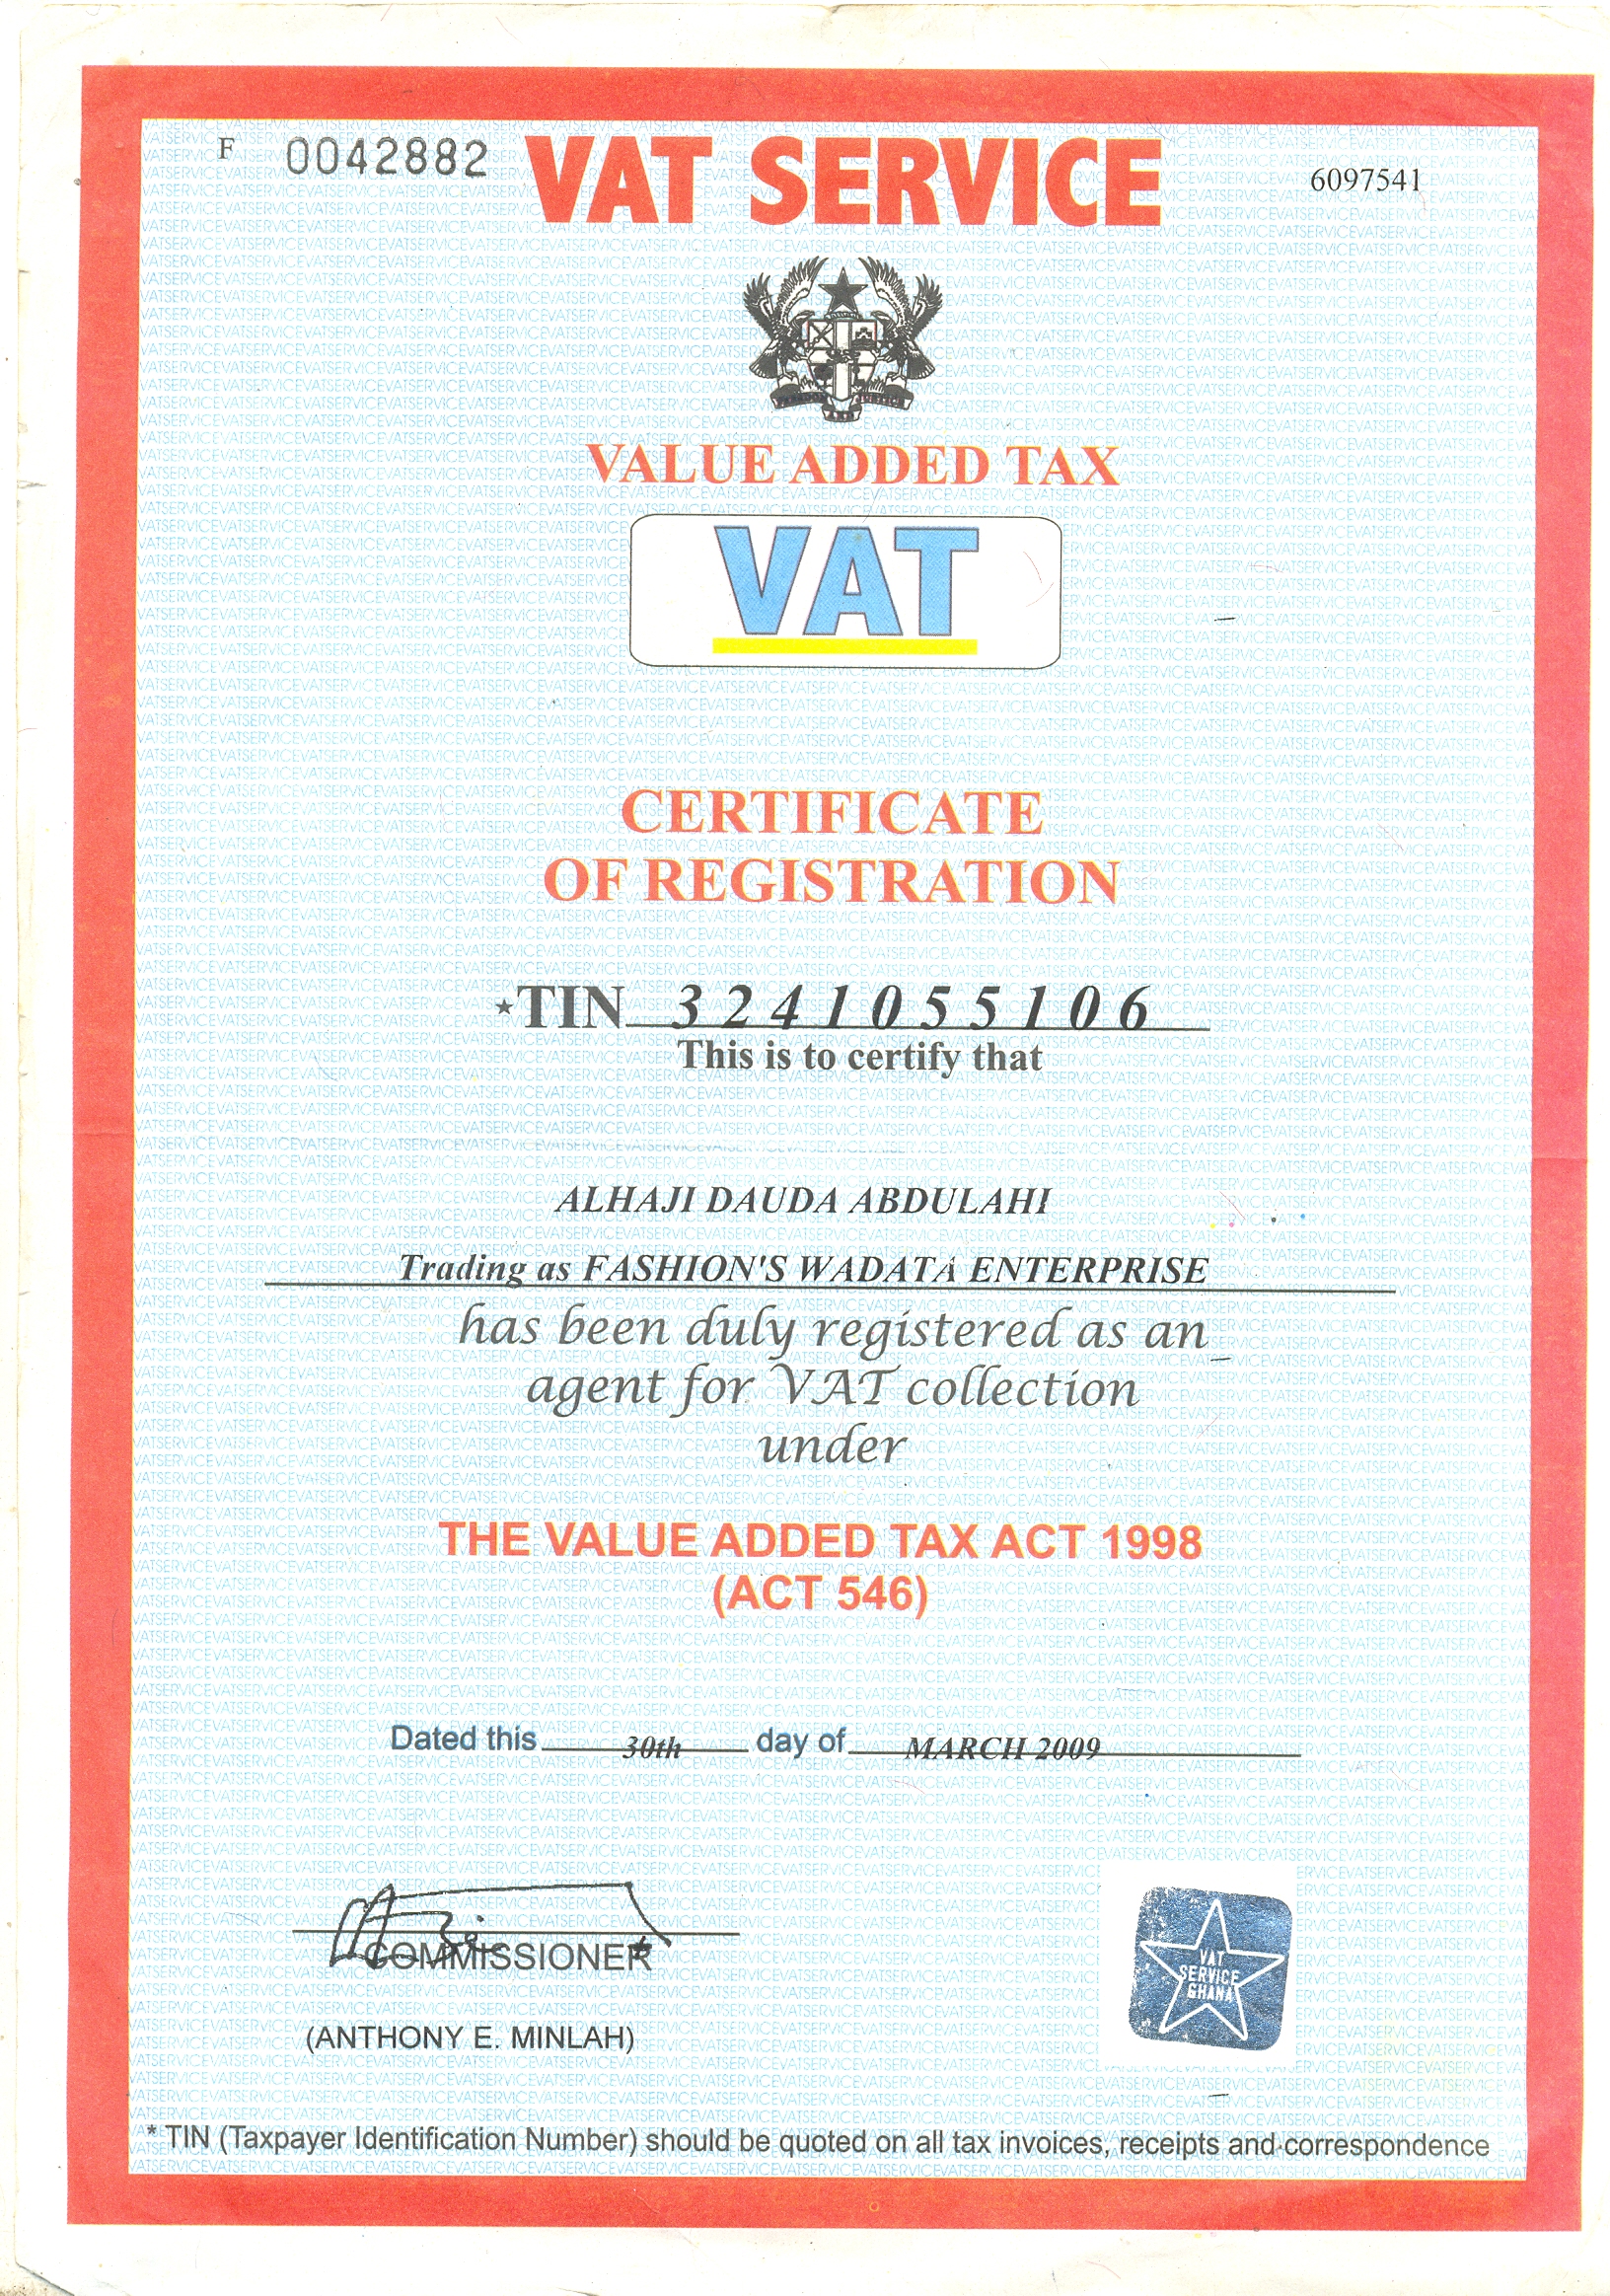 F 0042882 VAT SERVICE 6097541
FREEDOM AND JUSTICE
VALUE ADDED TAX
VAT
CERTIFICATE
OF REGISTRATION
*TIN 3241055106
This is to certify that
ALHAJI DAUDA ABDULAHI
Trading as FASHION'S WADATA ENTERPRISE
has been duly registered as an
agent for VAT collection
under
THE VALUE ADDED TAX ACT 1998
(ACT 546)
Dated this 30th day of MARCH 2009
COMMISSIONER
(ANTHONY E. MINLAH)
VAT
SERVICE
GHANA
* TIN (Taxpayer Identification Number) should be quoted on all tax invoices, receipts and correspondence